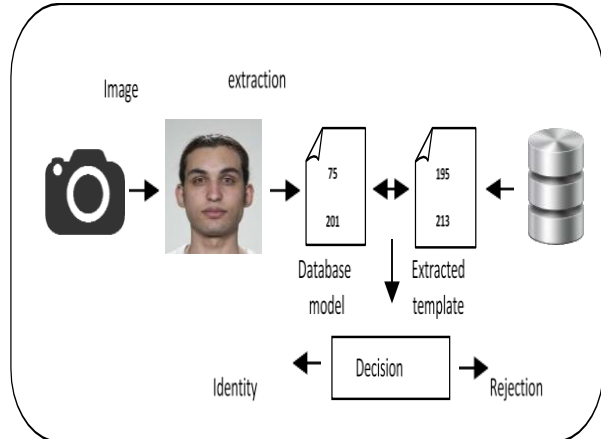 Image
extraction
75
201
195
213
Database
model
Extracted
template
Decision
Identity
Rejection